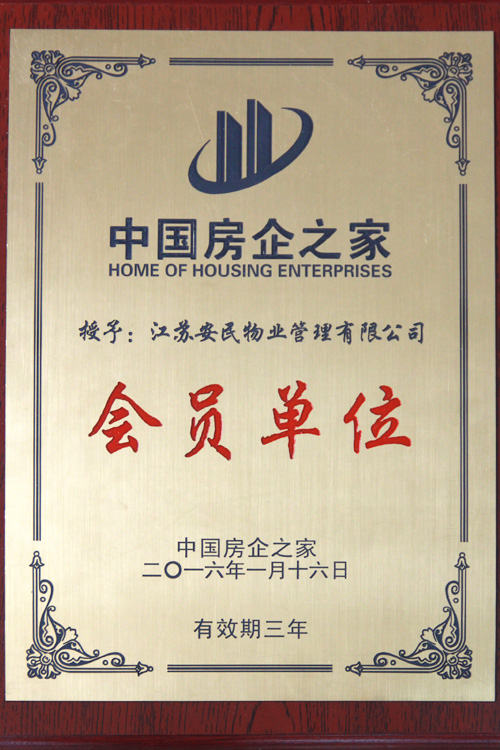 中国房企之家
HOME OF HOUSING ENTERPRISES
授予：江苏安民物业管理有限公司
会员单位
中国房企之家
二〇一六年一月十六日
有效期三年